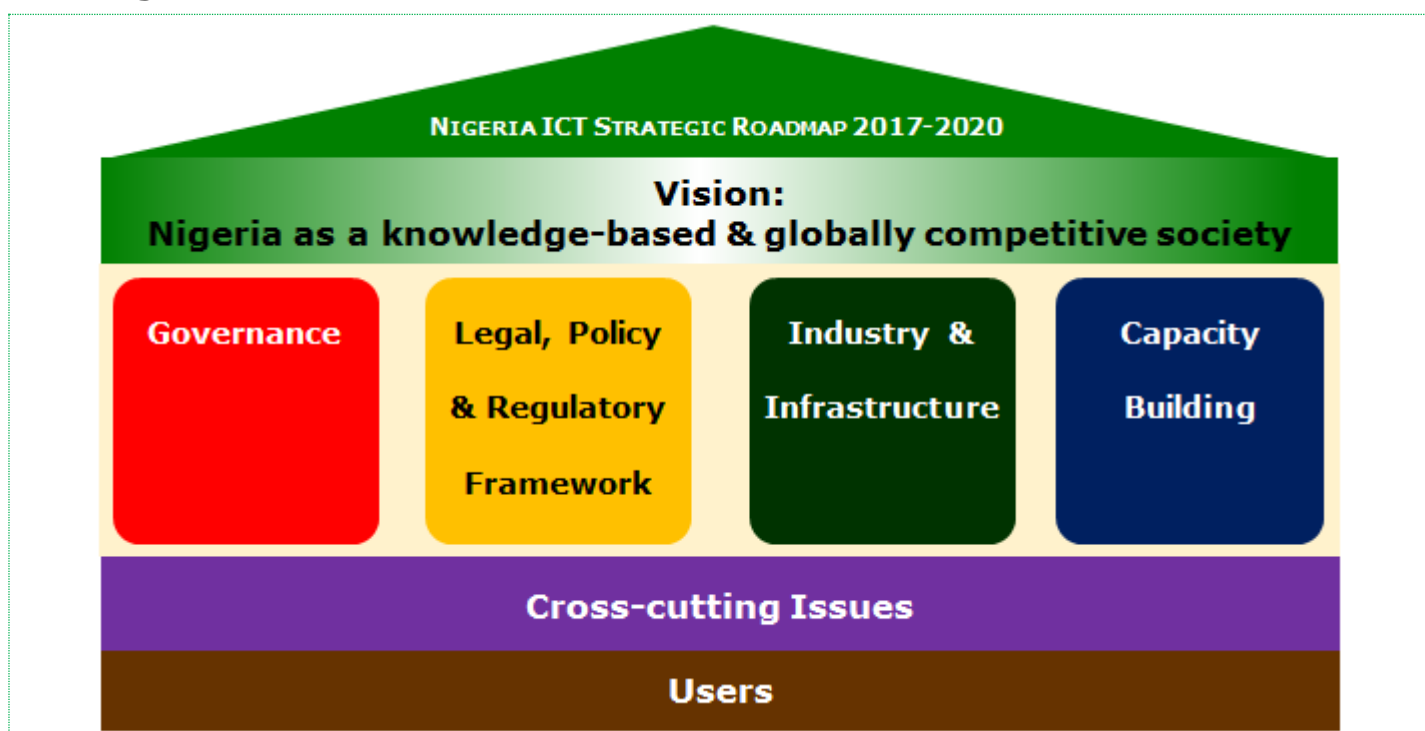 NIGERIA ICT STRATEGIC ROADMAP 2017-2020
Vision:
Nigeria as a knowledge-based & globally competitive society
Governance
Legal, Policy
& Regulatory
Framework
Industry &
Infrastructure
Capacity
Building
Cross-cutting Issues
Users